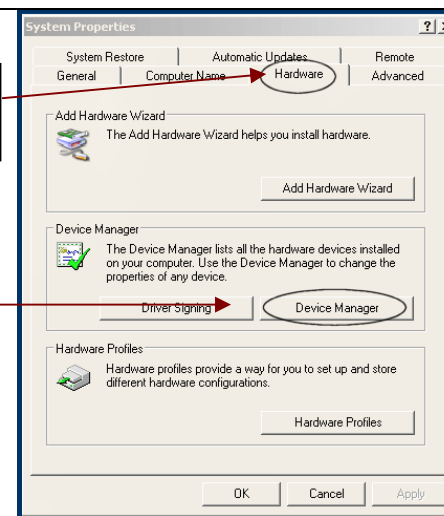 System Properties
System Restore Automatic Updates Remote
General Computer Name Hardware Advanced
Add Hardware Wizard
The Add Hardware Wizard helps you install hardware.
Add Hardware Wizard
Device Manager
The Device Manager lists all the hardware devices installed
on your computer. Use the Device Manager to change the
properties of any device.
Driver Signing Device Manager
Hardware Profiles
Hardware profiles provide a way for you to set up and store
different hardware configurations.
Hardware Profiles
OK Cancel Apply